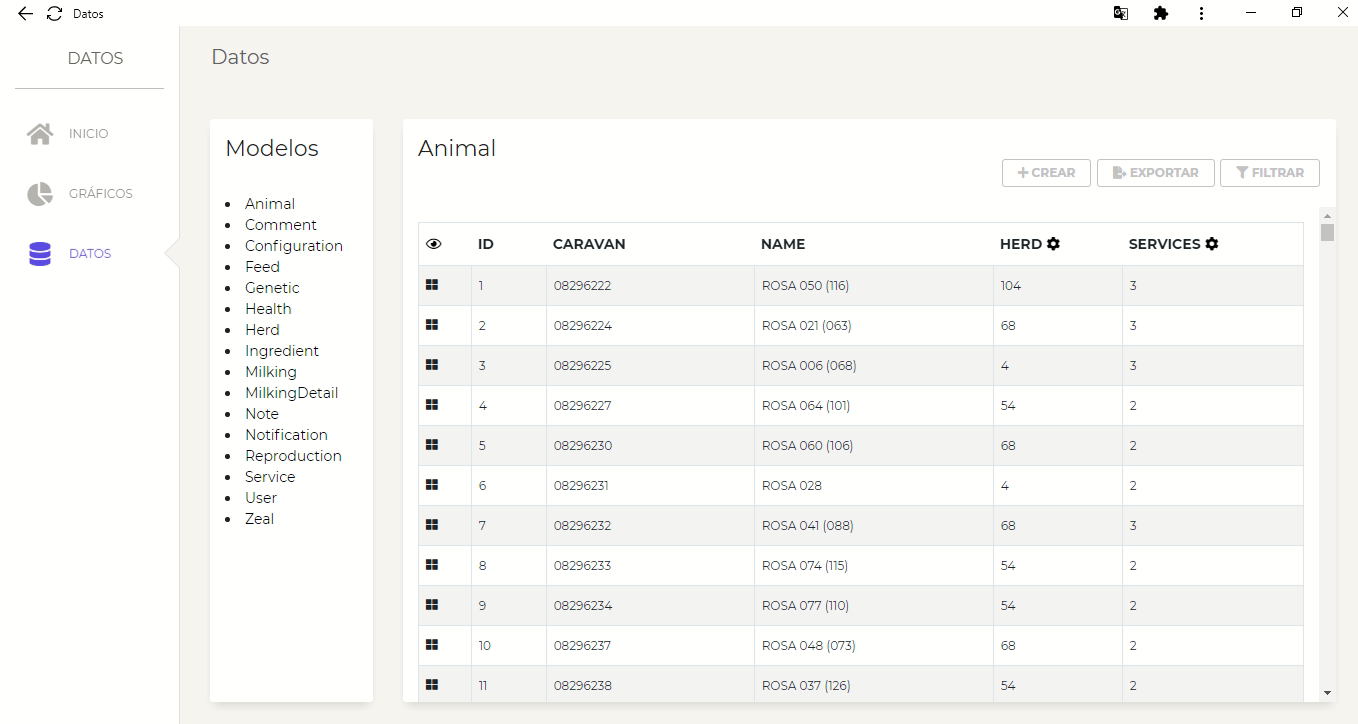 Datos
DATOS
INICIO
GRÁFICOS
DATOS
Datos
Modelos
Animal
Comment
Configuration
Feed
Genetic
Health
Herd
Ingredient
Milking
MilkingDetail
Note
Notification
Reproduction
Service
User
Zeal
Animal
CREAR EXPORTAR FILTRAR
ID CARAVAN NAME HERD SERVICES
1 08296222 ROSA 050 (116) 104 3
2 08296224 ROSA 021 (063) 68 3
3 08296225 ROSA 006 (068) 4 3
4 08296227 ROSA 064 (101) 54 2
5 08296230 ROSA 060 (106) 68 2
6 08296231 ROSA 028 4 2
7 08296232 ROSA 041 (088) 68 3
8 08296233 ROSA 074 (115) 54 2
9 08296234 ROSA 077 (110) 54 2
10 08296237 ROSA 048 (073) 68 2
11 08296238 ROSA 037 (126) 54 2